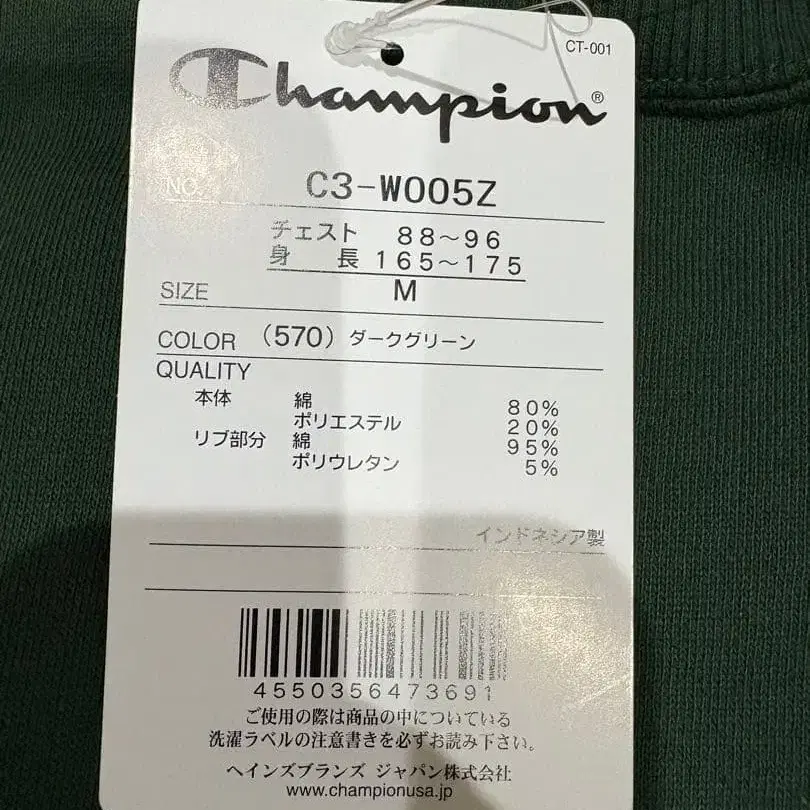 CT-001
Champion®
NO. C3-W005Z
チェスト 88～96
身 長 165～175
SIZE M
COLOR (570) ダークグリーン
QUALITY
本体 綿 80%
ポリエステル 20%
リブ部分 綿 95%
ポリウレタン 5%
インドネシア製
4550356473691
ご使用の際は商品の中についている
洗濯ラベルの注意書きを必ずお読み下さい。
ヘインズブランズ ジャパン株式会社
www.championusa.jp